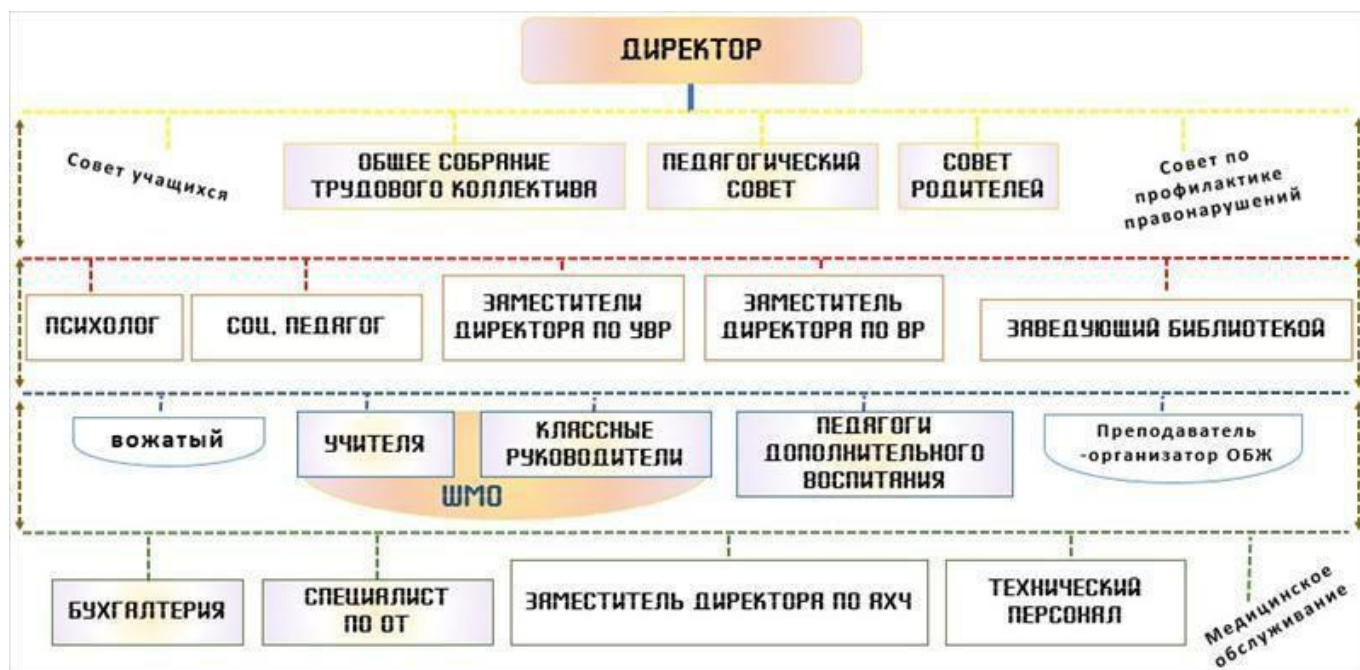 ДИРЕКТОР
Совет учащихся
ОБЩЕЕ СОБРАНИЕ
ТРУДОВОГО КОЛЛЕКТИВА
ПЕДАГОГИЧЕСКИЙ
СОВЕТ
СОВЕТ
РОДИТЕЛЕЙ
Совет по
профилактике
правонарушений
ПСИХОЛОГ
СОЦ. ПЕДАГОГ
ЗАМЕСТИТЕЛИ
ДИРЕКТОРА ПО УВР
ЗАМЕСТИТЕЛЬ
ДИРЕКТОРА ПО ВР
ЗАВЕДУЮЩИЙ БИБЛИОТЕКОЙ
вожатый
УЧИТЕЛЯ
КЛАССНЫЕ
РУКОВОДИТЕЛИ
ШМО
ПЕДАГОГИ
ДОПОЛНИТЕЛЬНОГО
ВОСПИТАНИЯ
Преподаватель
-организатор ОБЖ
БУХГАЛТЕРИЯ
СПЕЦИАЛИСТ
ПО ОТ
ЗАМЕСТИТЕЛЬ ДИРЕКТОРА ПО АХЧ
ТЕХНИЧЕСКИЙ
ПЕРСОНАЛ
Медицинское
обслуживание